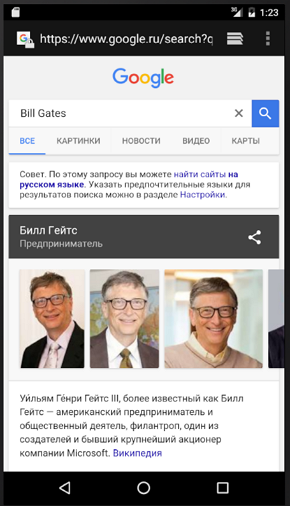 3G 1:23
https://www.google.ru/search?q
Google
Bill Gates
ВСЕ КАРТИНКИ НОВОСТИ ВИДЕО КАРТЫ
Совет. По этому запросу вы можете найти сайты на
русском языке. Указать предпочтительные языки для
результатов поиска можно в разделе Настройки.
Билл Гейтс
Предприниматель
Уильям Ге́нри Гейтс III, более известный как Билл
Гейтс — американский предприниматель и
общественный деятель, филантроп, один из
создателей и бывший крупнейший акционер
компании Microsoft. Википедия